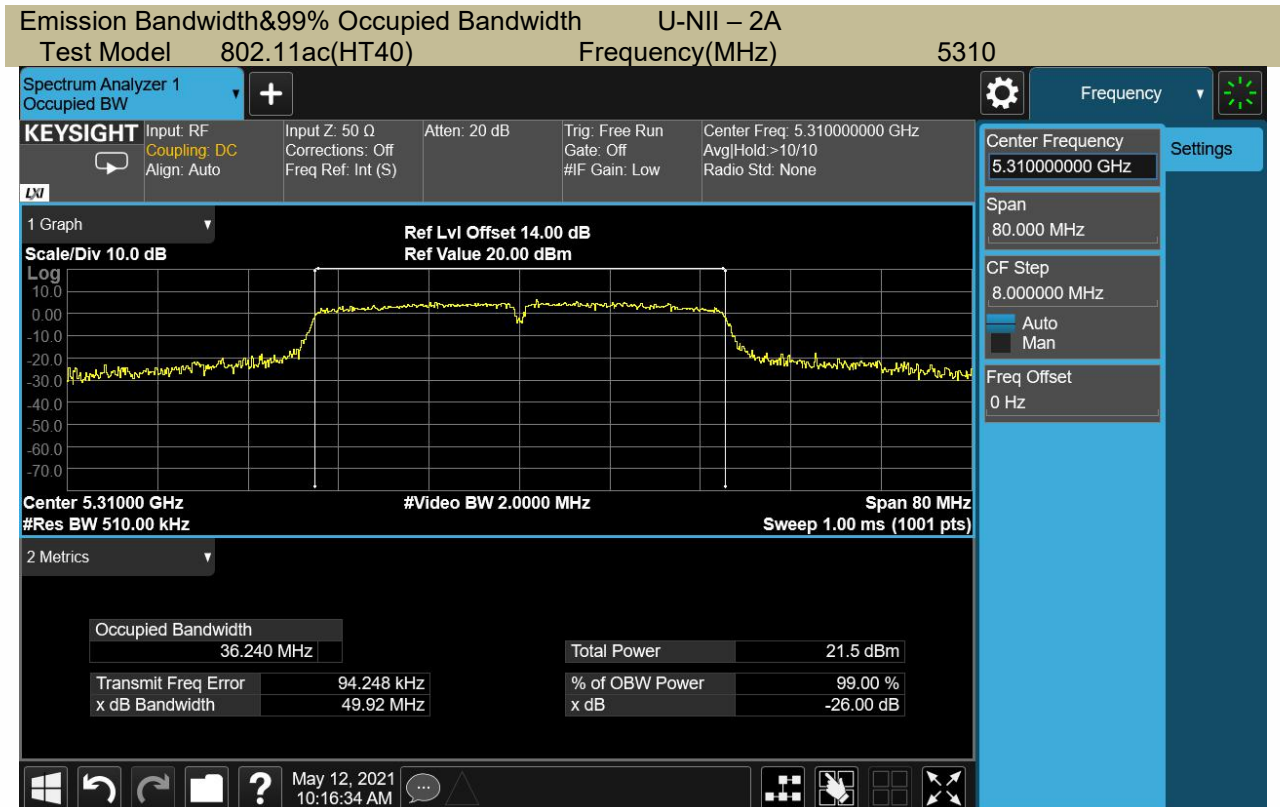 Emission Bandwidth&99% Occupied Bandwidth U-NII – 2A
Test Model 802.11ac(HT40) Frequency(MHz) 5310
Spectrum Analyzer 1
Occupied BW
+
Frequency
KEYSIGHT
LXI
Input: RF
Coupling: DC
Align: Auto
Input Z: 50 Ω
Corrections: Off
Freq Ref: Int (S)
Atten: 20 dB
Trig: Free Run
Gate: Off
#IF Gain: Low
Center Freq: 5.310000000 GHz
Avg|Hold:>10/10
Radio Std: None
Center Frequency
5.310000000 GHz
Settings
Span
80.000 MHz
CF Step
8.000000 MHz
Auto
Man
Freq Offset
0 Hz
1 Graph
Scale/Div 10.0 dB
Ref Lvl Offset 14.00 dB
Ref Value 20.00 dBm
Log
10.0
0.00
-10.0
-20.0
-30.0
-40.0
-50.0
-60.0
-70.0
Center 5.31000 GHz
#Res BW 510.00 kHz
#Video BW 2.0000 MHz
Span 80 MHz
Sweep 1.00 ms (1001 pts)
2 Metrics
Occupied Bandwidth
36.240 MHz
Total Power 21.5 dBm
Transmit Freq Error 94.248 kHz
% of OBW Power 99.00 %
x dB Bandwidth 49.92 MHz
x dB -26.00 dB
?
May 12, 2021
10:16:34 AM